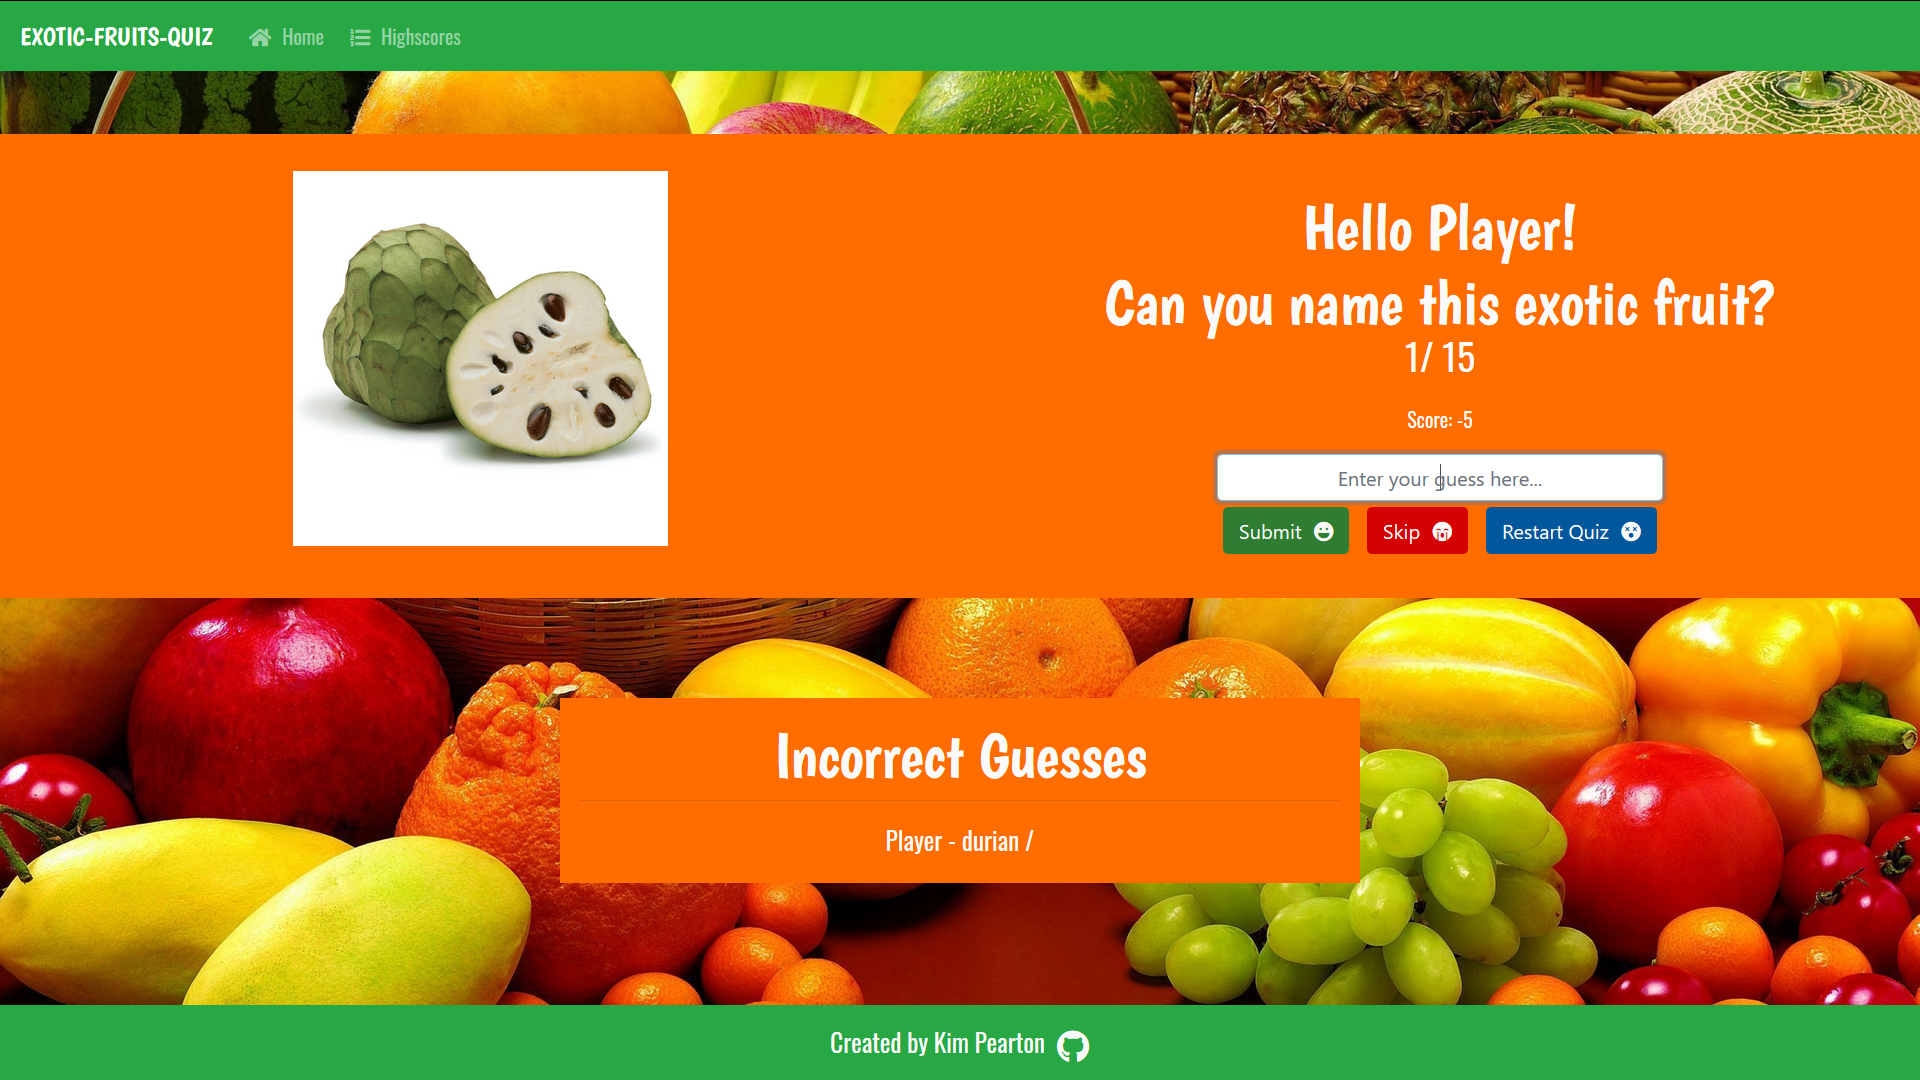 EXOTIC-FRUITS-QUIZ Home Highscores
Hello Player!
Can you name this exotic fruit?
1/ 15
Score: -5
Enter your guess here...
Submit Skip Restart Quiz
Incorrect Guesses
Player - durian /
Created by Kim Pearton